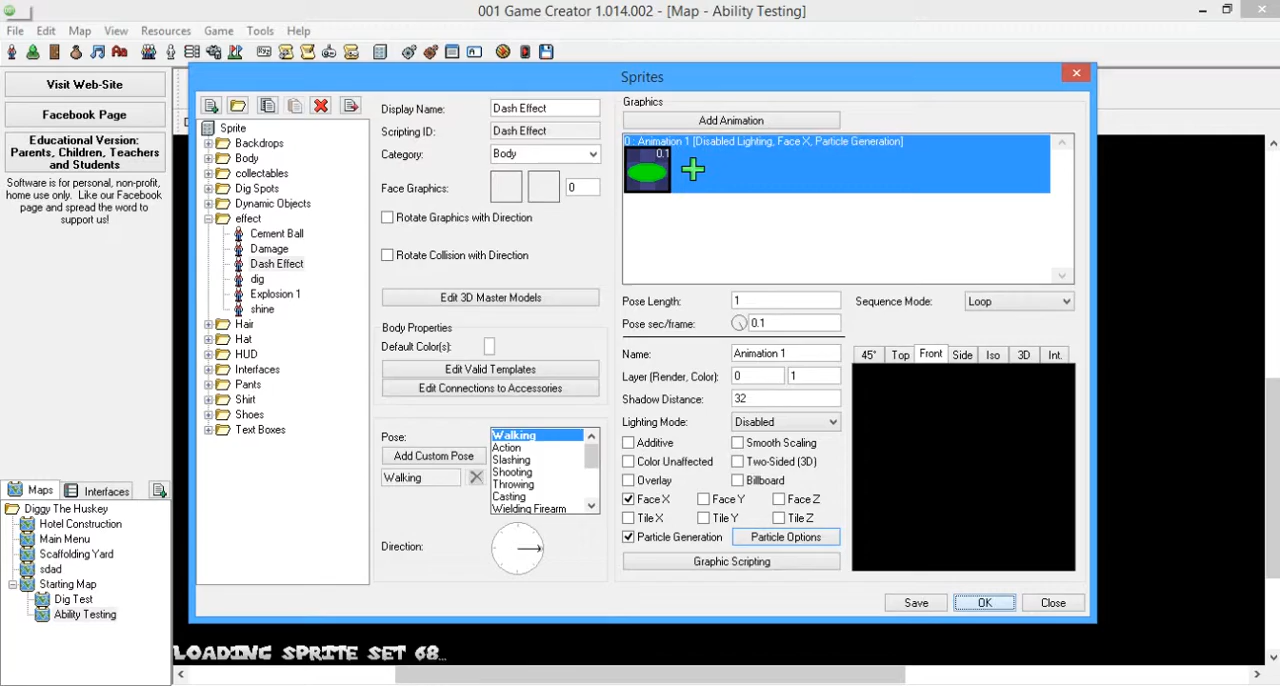 001 Game Creator 1.014.002 - [Map - Ability Testing]
File Edit Map View Resources Game Tools Help
Visit Web-Site
Facebook Page
Educational Version:
Parents, Children, Teachers
and Students
Software is for personal, non-profit,
home use only. Like our Facebook
page and spread the word to
support us!
Maps Interfaces
Diggy The Husky
Hotel Construction
Main Menu
Scaffolding Yard
sdad
Starting Map
Dig Test
Ability Testing
Sprites
Sprite
Backdrops
Body
collectables
Dig Spots
Dynamic Objects
effect
Cement Ball
Damage
Dash Effect
dig
Explosion 1
shine
Hair
Hat
HUD
Interfaces
Pants
Shirt
Shoes
Text Boxes
Display Name: Dash Effect
Scripting ID: Dash Effect
Category: Body
Face Graphics: 0
Rotate Graphics with Direction
Rotate Collision with Direction
Edit 3D Master Models
Body Properties
Default Color(s):
Edit Valid Templates
Edit Connections to Accessories
Pose:
Add Custom Pose
Walking
Walking
Action
Slashing
Shooting
Throwing
Casting
Wielding Firearm
Direction:
Graphics
Add Animation
0 : Animation 1 [Disabled Lighting, Face X, Particle Generation]
0.1
Pose Length: 1
Sequence Mode: Loop
Pose sec/frame: 0.1
Name: Animation 1
Layer (Render, Color): 0 1
Shadow Distance: 32
Lighting Mode: Disabled
Additive Smooth Scaling
Color Unaffected Two-Sided (3D)
Overlay Billboard
Face X Face Y Face Z
Tile X Tile Y Tile Z
Particle Generation Particle Options
Graphic Scripting
45° Top Front Side Iso 3D Int.
Save OK Close
LOADING SPRITE SET 68...